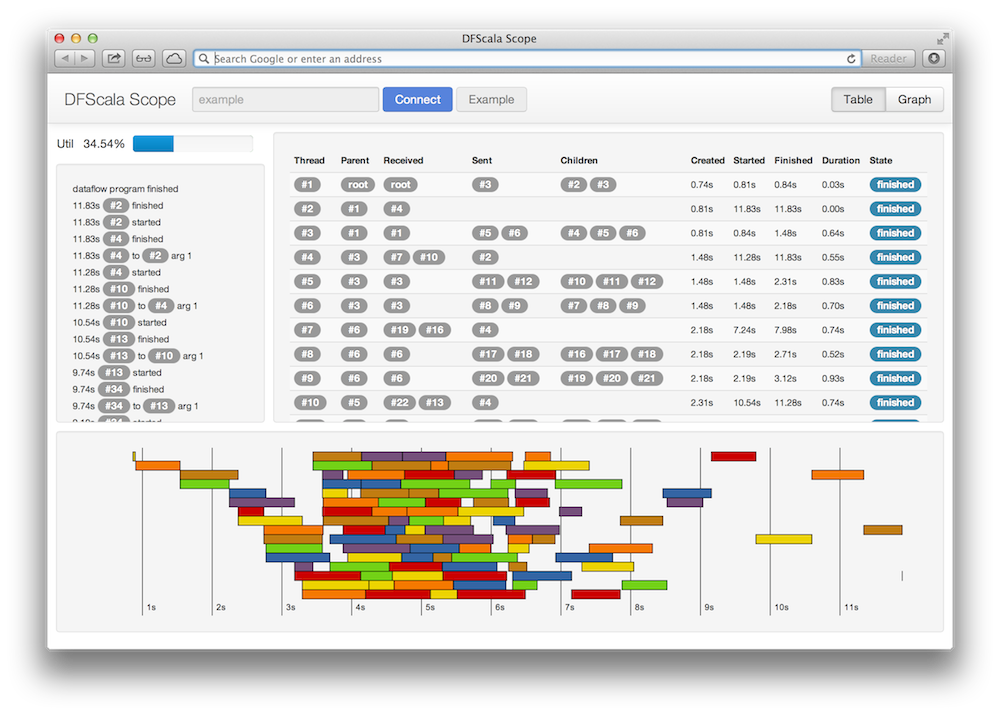 DFScala Scope
Search Google or enter an address
Reader
DFScala Scope
example
Connect
Example
Table
Graph
Util 34.54%
dataflow program finished
11.83s #2 finished
11.83s #2 started
11.83s #4 finished
11.83s #4 to #2 arg 1
11.28s #4 started
11.28s #10 finished
11.28s #10 to #4 arg 1
10.54s #10 started
10.54s #13 finished
10.54s #13 to #10 arg 1
9.74s #13 started
9.74s #34 finished
9.74s #34 to #13 arg 1
Thread Parent Received Sent Children Created Started Finished Duration State
#1 root root #3 #2 #3 0.74s 0.81s 0.84s 0.03s finished
#2 #1 #4 0.81s 11.83s 11.83s 0.00s finished
#3 #1 #1 #5 #6 #4 #5 #6 0.81s 0.84s 1.48s 0.64s finished
#4 #3 #7 #10 #2 1.48s 11.28s 11.83s 0.55s finished
#5 #3 #3 #11 #12 #10 #11 #12 1.48s 1.48s 2.31s 0.83s finished
#6 #3 #3 #8 #9 #7 #8 #9 1.48s 1.48s 2.18s 0.70s finished
#7 #6 #19 #16 #4 2.18s 7.24s 7.98s 0.74s finished
#8 #6 #6 #17 #18 #16 #17 #18 2.18s 2.19s 2.71s 0.52s finished
#9 #6 #6 #20 #21 #19 #20 #21 2.18s 2.19s 3.12s 0.93s finished
#10 #5 #22 #13 #4 2.31s 10.54s 11.28s 0.74s finished
1s 2s 3s 4s 5s 6s 7s 8s 9s 10s 11s